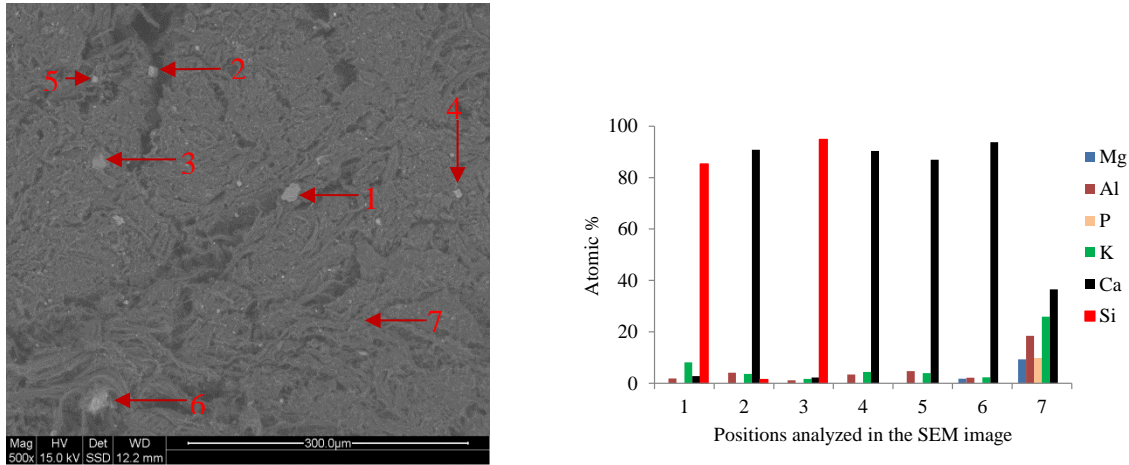 5
2
4
3
1
7
6
Mag HV Det WD
500x 15.0 kV SSD 12.2 mm
300.0µm
100
80
60
40
20
0
Atomic %
1 2 3 4 5 6 7
Positions analyzed in the SEM image
Mg
Al
P
K
Ca
Si